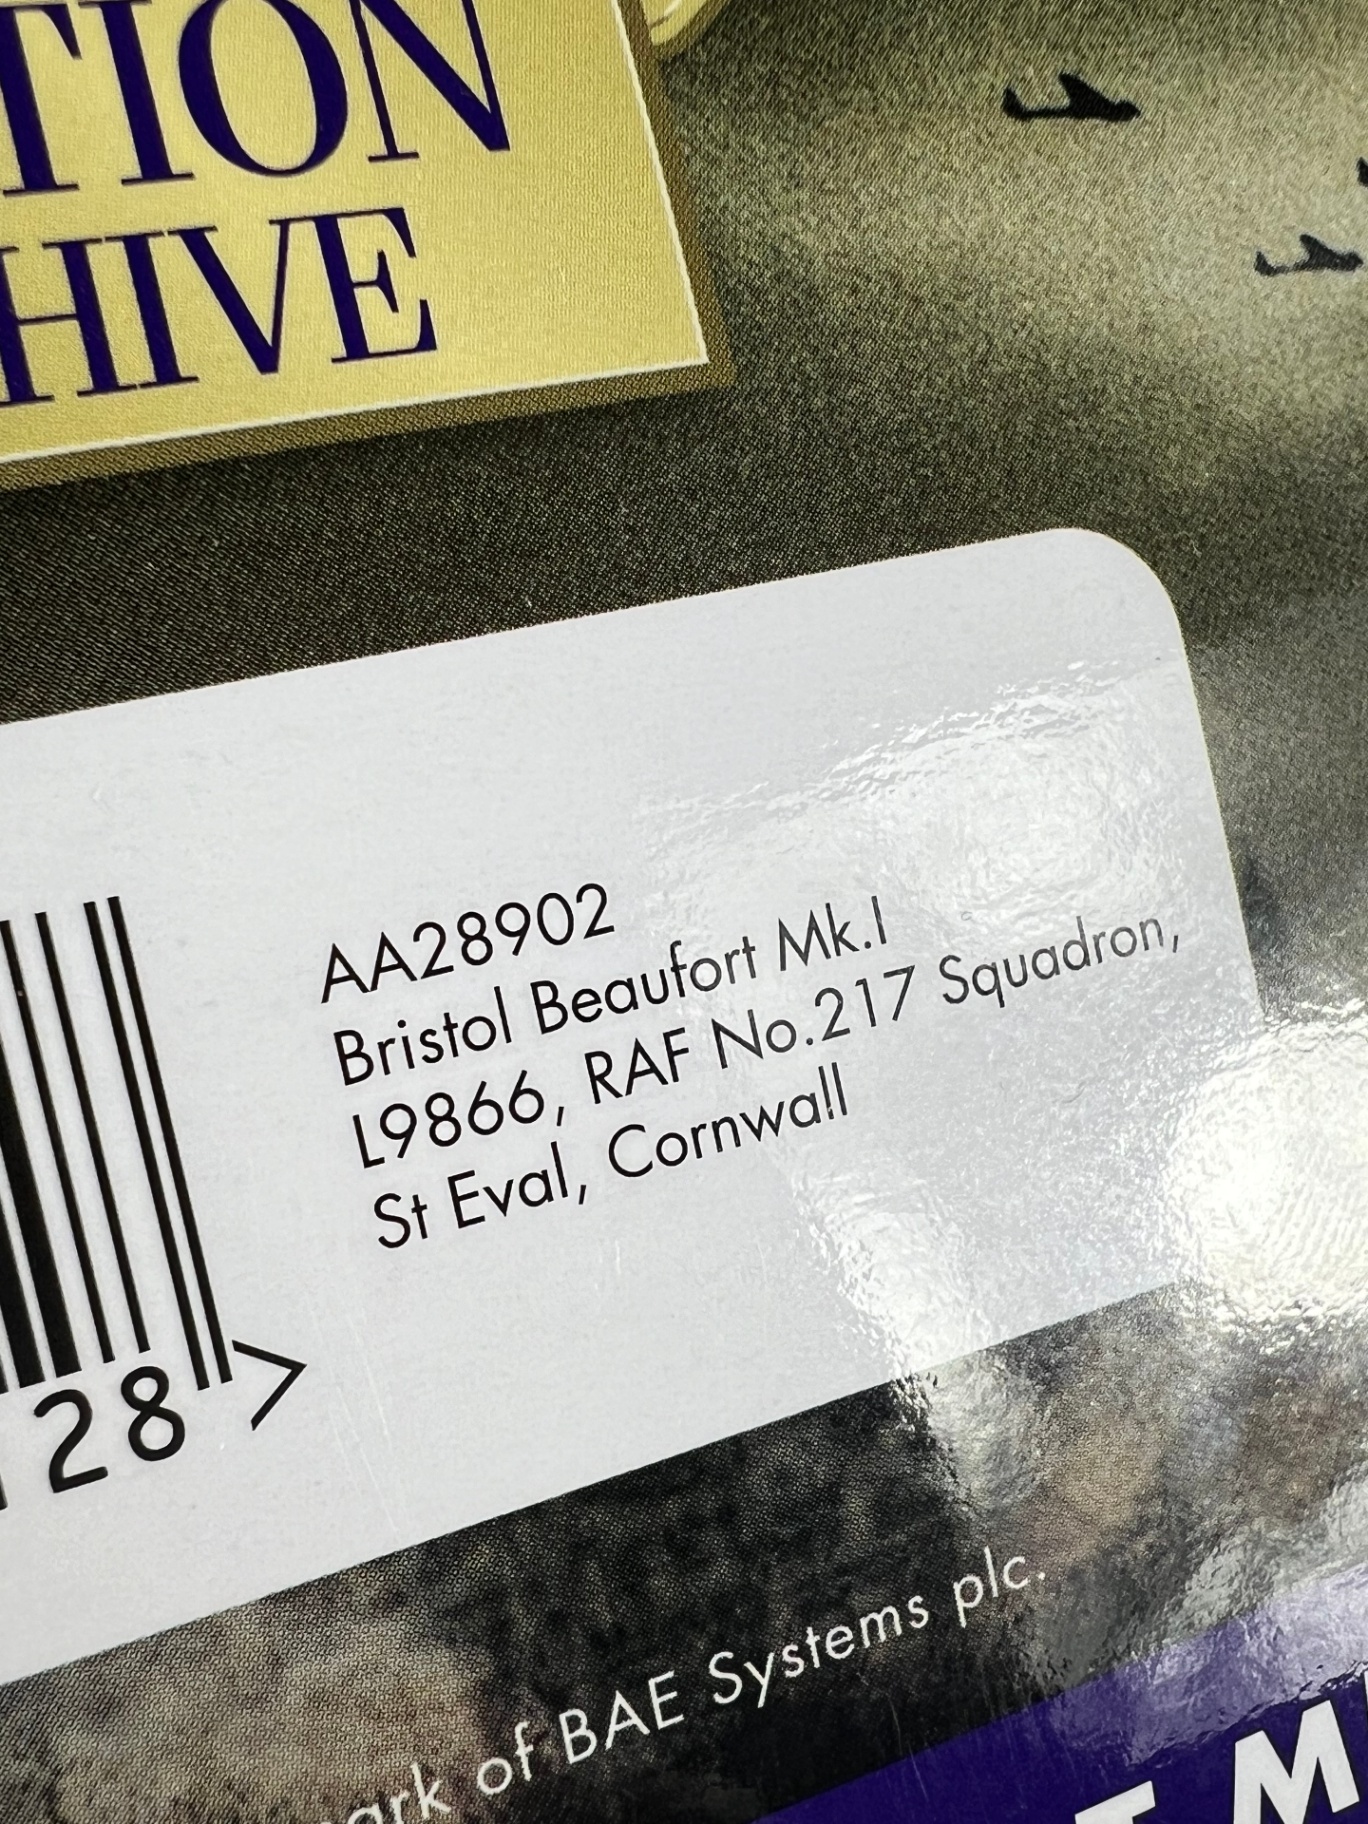 TION
HIVE
AA28902
Bristol Beaufort Mk.I
L9866, RAF No.217 Squadron,
St Eval, Cornwall
28>
ark of BAE Systems plc.
M